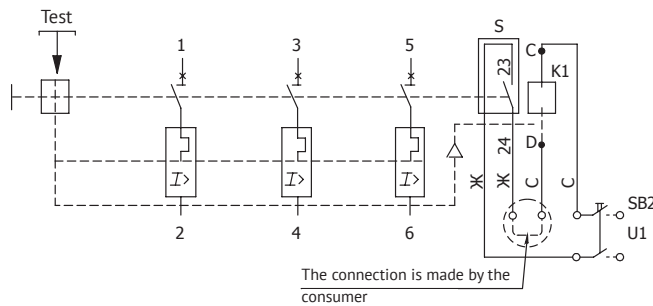 Test
1 3 5
S
C
K1
23
24
D
Ж Ж C C
I> I> I>
2 4 6
SB2
U1
The connection is made by the
consumer